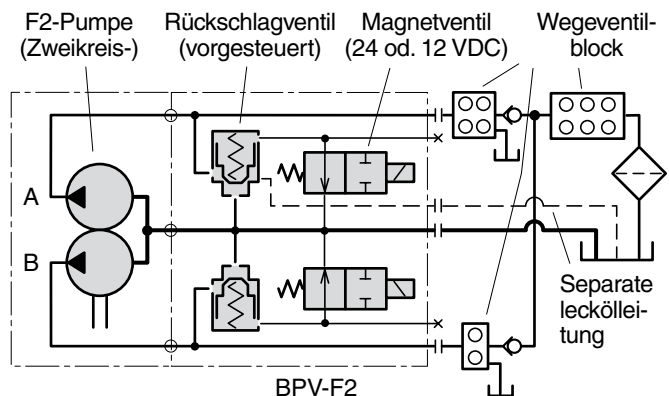 F2-Pumpe
(Zweikreis-)
Rückschlagventil
(vorgesteuert)
Magnetventil
(24 od. 12 VDC)
Wegeventil-
block
A
B
Separate
lecköllei-
tung
BPV-F2